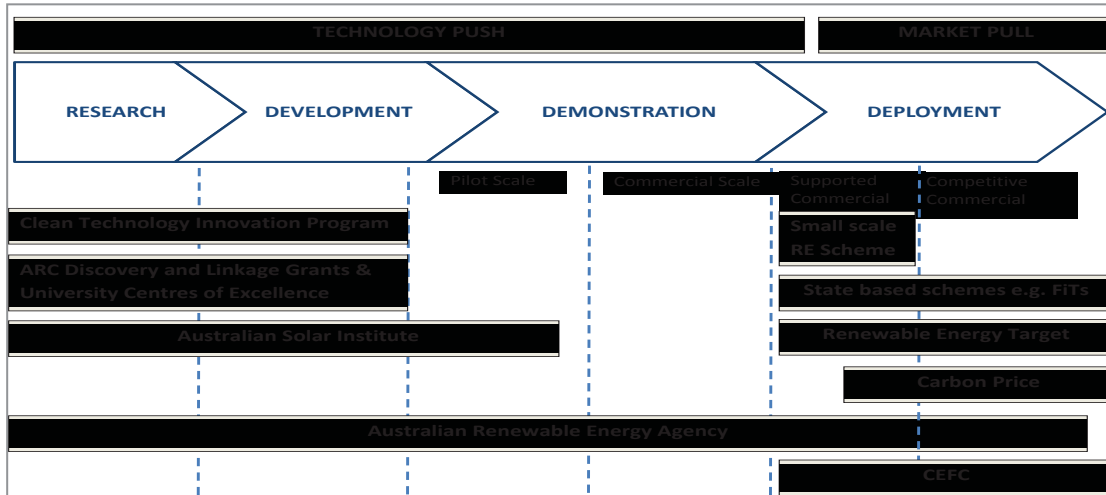 TECHNOLOGY PUSH
MARKET PULL
RESEARCH
DEVELOPMENT
DEMONSTRATION
DEPLOYMENT
Pilot Scale
Commercial Scale
Supported
Commercial
Competitive
Commercial
Clean Technology Innovation Program
Small scale
RE Scheme
ARC Discovery and Linkage Grants &
University Centres of Excellence
State based schemes e.g. FiTs
Australian Solar Institute
Renewable Energy Target
Carbon Price
Australian Renewable Energy Agency
CEFC